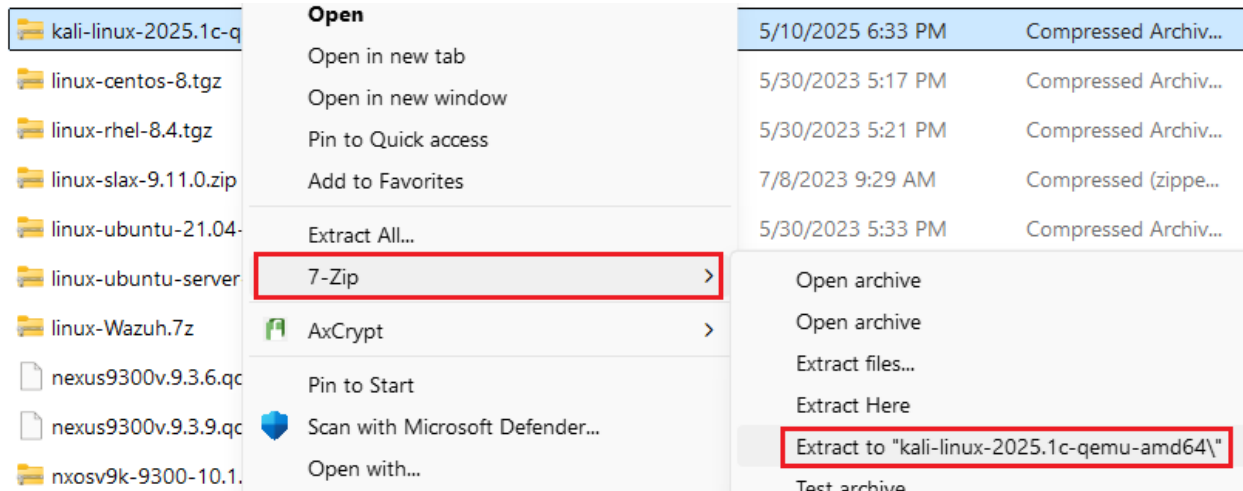 kali-linux-2025.1c-q
5/10/2025 6:33 PM
Compressed Archiv...
linux-centos-8.tgz
5/30/2023 5:17 PM
Compressed Archiv...
linux-rhel-8.4.tgz
5/30/2023 5:21 PM
Compressed Archiv...
linux-slax-9.11.0.zip
7/8/2023 9:29 AM
Compressed (zippe...
linux-ubuntu-21.04-
5/30/2023 5:33 PM
Compressed Archiv...
linux-ubuntu-server
linux-Wazuh.7z
nexus9300v.9.3.6.qc
nexus9300v.9.3.9.qc
nxosv9k-9300-10.1.
Open
Open in new tab
Open in new window
Pin to Quick access
Add to Favorites
Extract All...
7-Zip
AxCrypt
Pin to Start
Scan with Microsoft Defender...
Open with...
Open archive
Open archive
Extract files...
Extract Here
Extract to "kali-linux-2025.1c-qemu-amd64\"
Test archive